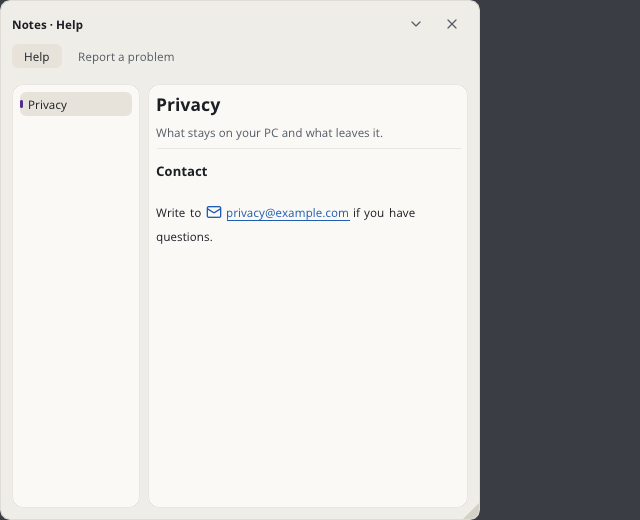 Notes · Help
Help
Report a problem
Privacy
Privacy
What stays on your PC and what leaves it.
Contact
Write to privacy@example.com if you have
questions.